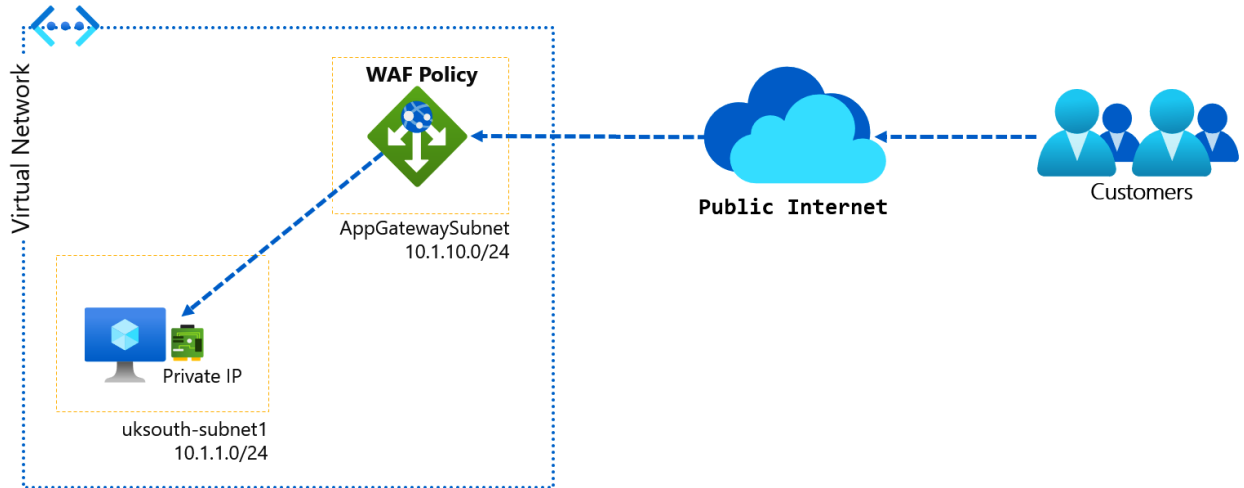 Virtual Network
WAF Policy
AppGatewaySubnet
10.1.10.0/24
Public Internet
Customers
Private IP
uksouth-subnet1
10.1.1.0/24